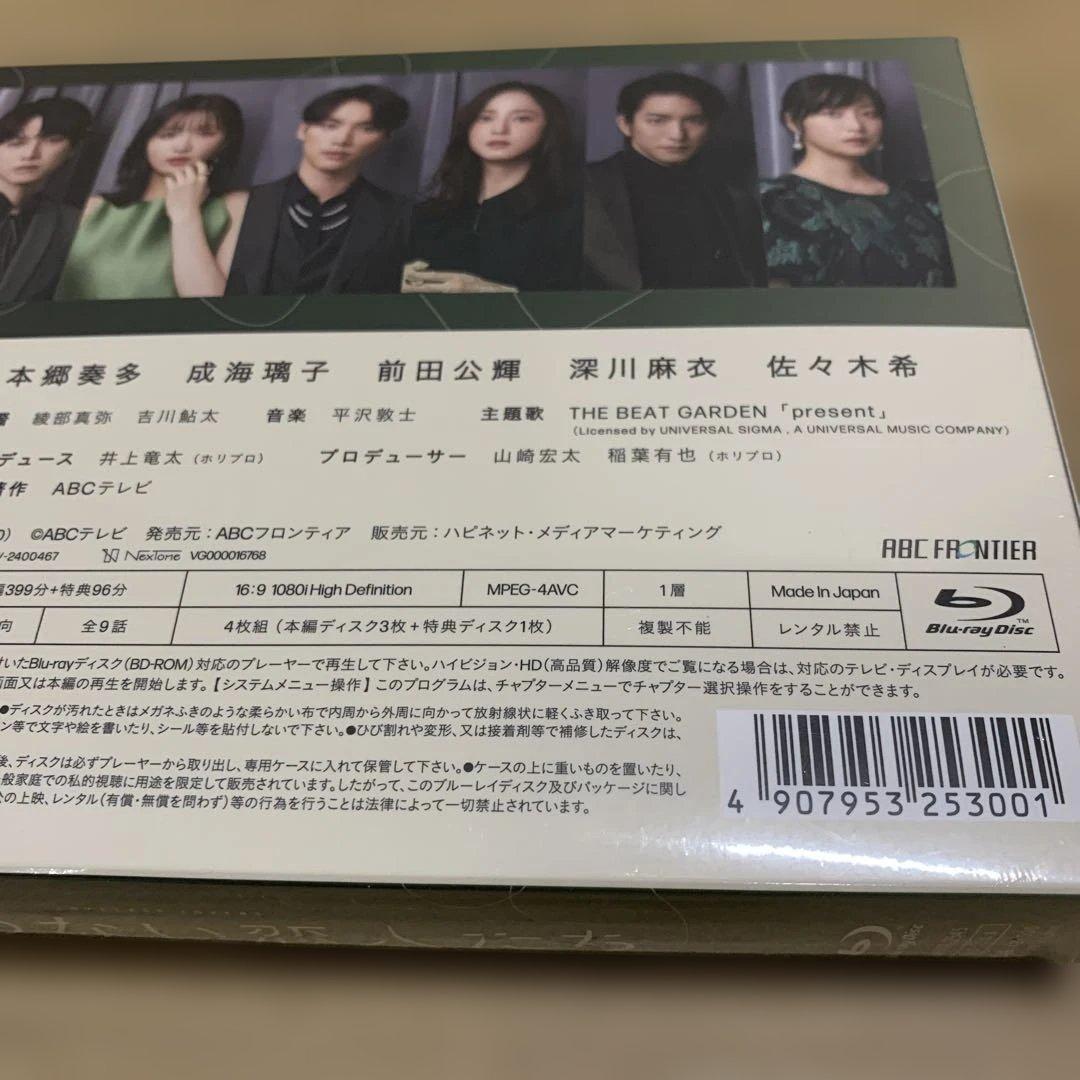 本郷奏多 成海璃子 前田公輝 深川麻衣 佐々木希
綾部真弥 吉川鮎太 音楽 平沢敦士 主題歌 THE BEAT GARDEN「present」
(Licensed by UNIVERSAL SIGMA , A UNIVERSAL MUSIC COMPANY)
デュース 井上竜太(ホリプロ) プロデューサー 山崎宏太 稲葉有也(ホリプロ)
著作 ABCテレビ
©ABCテレビ 発売元:ABCフロンティア 販売元:ハピネット・メディアマーケティング
-2400467 NexTone VG000016768
ABC FRONTIER
編399分+特典96分 16:9 1080i High Definition MPEG-4AVC 1層 Made In Japan
向 全9話 4枚組(本編ディスク3枚+特典ディスク1枚) 複製不能 レンタル禁止
Blu-ray Disc™
付いたBlu-rayディスク(BD-ROM)対応のプレーヤーで再生して下さい。ハイビジョン・HD(高品質)解像度でご覧になる場合は、対応のテレビ・ディスプレイが必要です。
画面又は本編の再生を開始します。【システムメニュー操作】このプログラムは、チャプターメニューでチャプター選択操作をすることができます。
●ディスクが汚れたときはメガネふきのような柔らかい布で内周から外周に向かって放射線状に軽くふき取って下さい。
ン等で文字や絵を書いたり、シール等を貼付しないで下さい。●ひび割れや変形、又は接着剤等で補修したディスクは、
後、ディスクは必ずプレーヤーから取り出し、専用ケースに入れて保管して下さい。●ケースの上に重いものを置いたり、
般家庭での私的視聴に用途を限定して販売されています。したがって、このブルーレイディスク及びパッケージに関し
の上映、レンタル(有償・無償を問わず)等の行為を行うことは法律によって一切禁止されています。
4 907953 253001